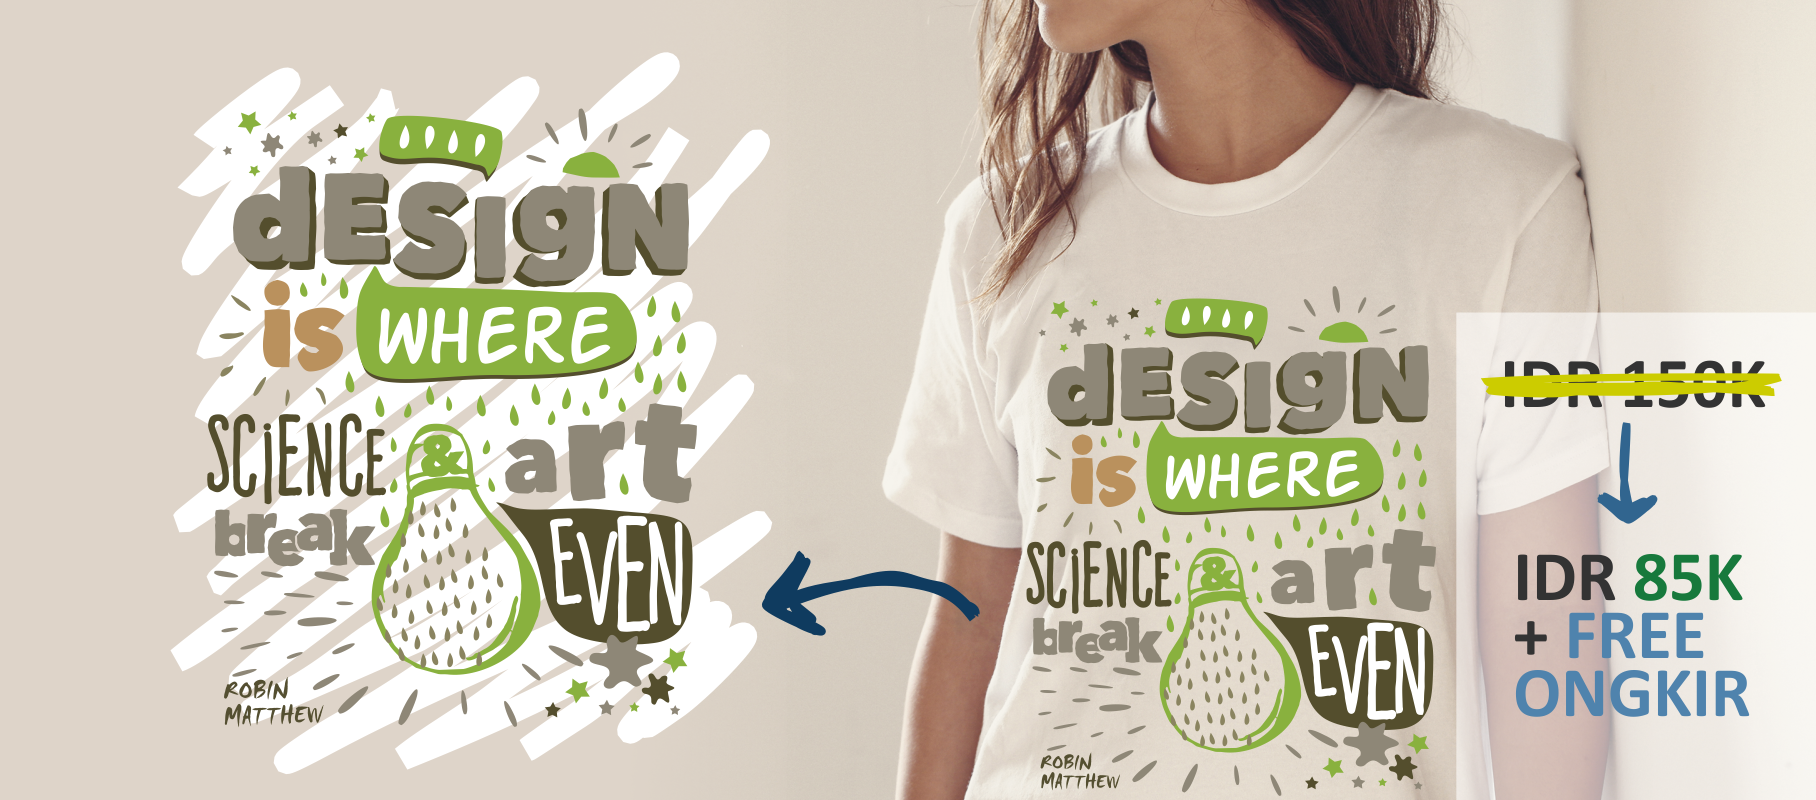 dESIgN
is WHERE
SCiENCE & art
break EVEN
ROBIN
MATTHEW
dESIgN
is WHERE
SCiENCE & art
break EVEN
ROBIN
MATTHEW
IDR 150K
IDR 85K
+ FREE
ONGKIR